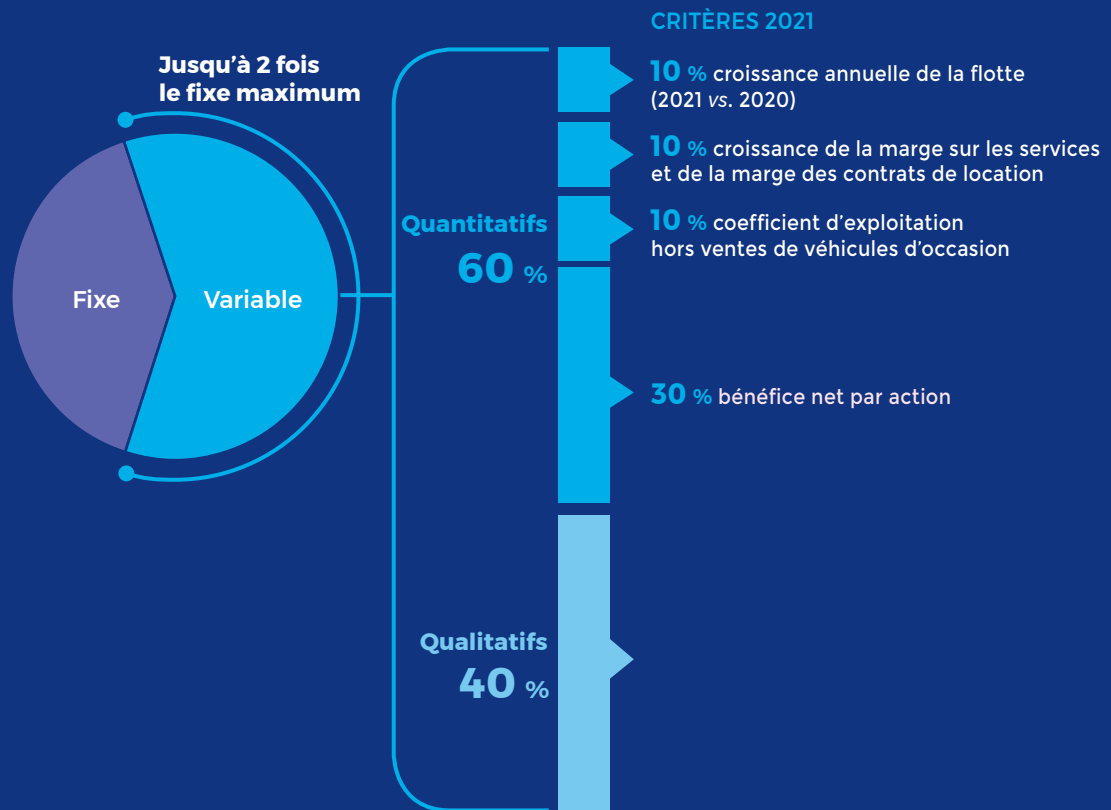 CRITÈRES 2021
Jusqu’à 2 fois
le fixe maximum
Fixe
Variable
Quantitatifs
60 %
10 % croissance annuelle de la flotte
(2021 vs. 2020)
10 % croissance de la marge sur les services
et de la marge des contrats de location
10 % coefficient d’exploitation
hors ventes de véhicules d’occasion
30 % bénéfice net par action
Qualitatifs
40 %